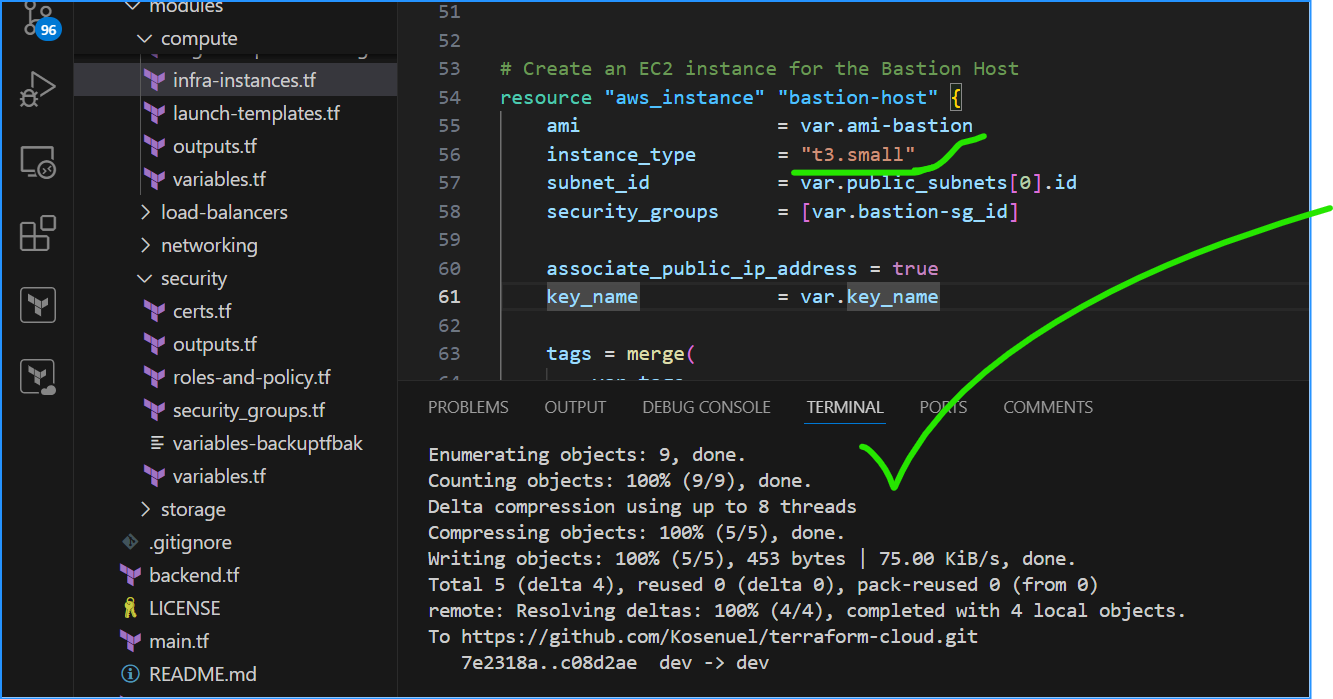 96
modules
compute
infra-instances.tf
launch-templates.tf
outputs.tf
variables.tf
load-balancers
networking
security
certs.tf
outputs.tf
roles-and-policy.tf
security_groups.tf
variables-backuptfbak
variables.tf
storage
.gitignore
backend.tf
LICENSE
main.tf
README.md
51
52
53 # Create an EC2 instance for the Bastion Host
54 resource "aws_instance" "bastion-host" {
55 ami = var.ami-bastion
56 instance_type = "t3.small"
57 subnet_id = var.public_subnets[0].id
58 security_groups = [var.bastion-sg_id]
59
60 associate_public_ip_address = true
61 key_name = var.key_name
62
63 tags = merge(
64 var.tags
PROBLEMS OUTPUT DEBUG CONSOLE TERMINAL PORTS COMMENTS
Enumerating objects: 9, done.
Counting objects: 100% (9/9), done.
Delta compression using up to 8 threads
Compressing objects: 100% (5/5), done.
Writing objects: 100% (5/5), 453 bytes | 75.00 KiB/s, done.
Total 5 (delta 4), reused 0 (delta 0), pack-reused 0 (from 0)
remote: Resolving deltas: 100% (4/4), completed with 4 local objects.
To https://github.com/Kosenuel/terraform-cloud.git
7e2318a..c08d2ae dev -> dev